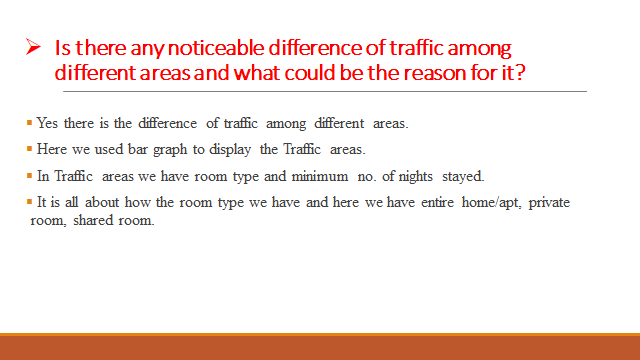 ➢ Is there any noticeable difference of traffic among
different areas and what could be the reason for it?
▪ Yes there is the difference of traffic among different areas.
▪ Here we used bar graph to display the Traffic areas.
▪ In Traffic areas we have room type and minimum no. of nights stayed.
▪ It is all about how the room type we have and here we have entire home/apt, private
room, shared room.